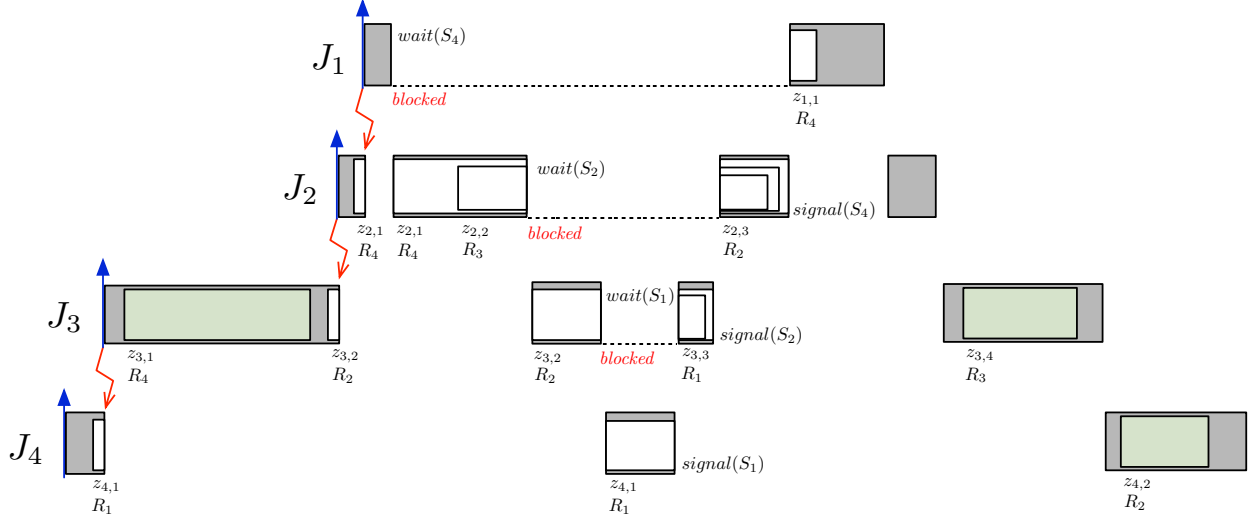 wait(S₄)
J₁
blocked
z₁,₁
R₄
wait(S₂)
J₂
signal(S₄)
z₂,₁ z₂,₁ z₂,₂ blocked z₂,₃
R₄ R₄ R₃ R₂
wait(S₁)
J₃
signal(S₂)
z₃,₁ z₃,₂ z₃,₂ blocked z₃,₃ z₃,₄
R₄ R₂ R₂ R₁ R₃
J₄
signal(S₁)
z₄,₁ z₄,₁ z₄,₂
R₁ R₁ R₂